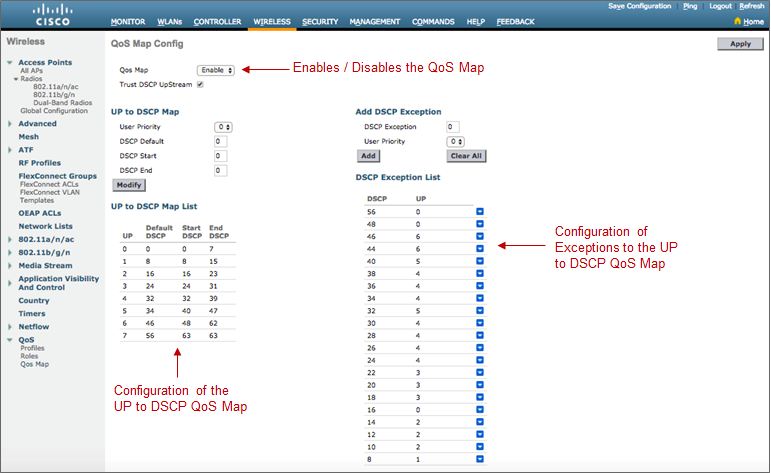 Save Configuration | Ping | Logout | Refresh
CISCO
MONITOR WLANs CONTROLLER WIRELESS SECURITY MANAGEMENT COMMANDS HELP FEEDBACK
Home
Wireless
Access Points
All APs
Radios
802.11a/n/ac
802.11b/g/n
Dual-Band Radios
Global Configuration
Advanced
Mesh
ATF
RF Profiles
FlexConnect Groups
FlexConnect ACLs
FlexConnect VLAN
Templates
OEAP ACLs
Network Lists
802.11a/n/ac
802.11b/g/n
Media Stream
Application Visibility
And Control
Country
Timers
Netflow
QoS
Profiles
Roles
Qos Map
QoS Map Config
Apply
Qos Map Enable
Enables / Disables the QoS Map
Trust DSCP UpStream
UP to DSCP Map
User Priority 0
DSCP Default 0
DSCP Start 0
DSCP End 0
Modify
UP to DSCP Map List
UP Default DSCP Start DSCP End DSCP
0 0 0 7
1 8 8 15
2 16 16 23
3 24 24 31
4 32 32 39
5 34 40 47
6 46 48 62
7 56 63 63
Configuration of the
UP to DSCP QoS Map
Add DSCP Exception
DSCP Exception 0
User Priority 0
Add Clear All
DSCP Exception List
DSCP UP
56 0
48 0
46 6
44 6
40 5
38 4
36 4
34 4
32 5
30 4
28 4
26 4
24 4
22 3
20 3
18 3
16 0
14 2
12 2
10 2
8 1
Configuration of
Exceptions to the UP
to DSCP QoS Map